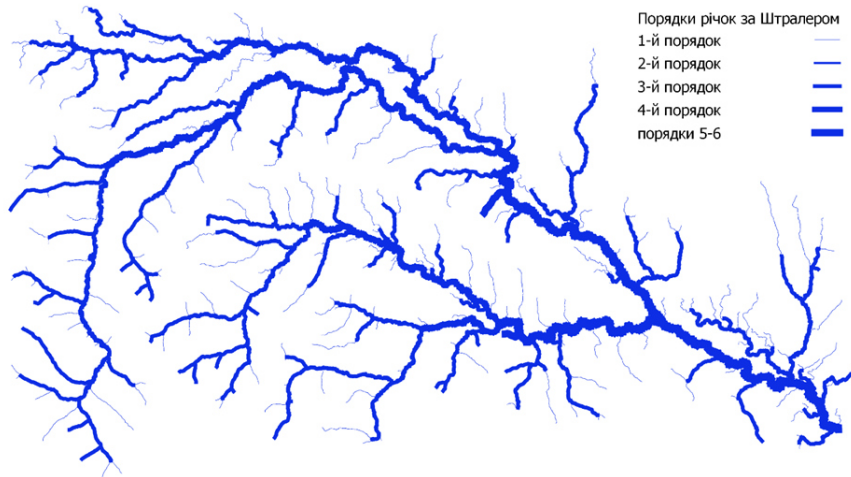 Порядки річок за Штралером
1-й порядок
2-й порядок
3-й порядок
4-й порядок
порядки 5-6